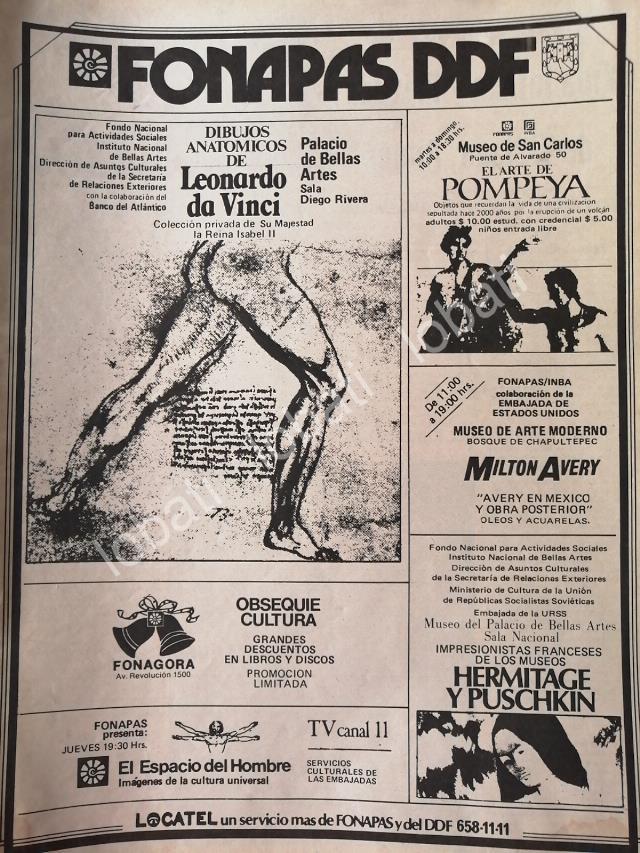 FONAPAS DDF
Fondo Nacional
para Actividades Sociales
Instituto Nacional
de Bellas Artes
Dirección de Asuntos Culturales
de la Secretaría
de Relaciones Exteriores
con la colaboración del
Banco del Atlántico
DIBUJOS
ANATOMICOS
DE
Leonardo
da Vinci
Palacio
de Bellas
Artes
Sala
Diego Rivera
Colección privada de Su Majestad
la Reina Isabel II
martes a domingo,
10:00 a 18:30 hrs.
FONAPAS INBA
Museo de San Carlos
Puente de Alvarado 50
EL ARTE DE
POMPEYA
Objetos que recuerdan la vida de una civilización
sepultada hace 2000 años por la erupcion de un volcán
adultos $ 10.00 estud. con credencial $ 5.00
niños entrada libre
De 11:00
a 19:00 hrs.
FONAPAS/INBA
colaboración de la
EMBAJADA DE
ESTADOS UNIDOS
MUSEO DE ARTE MODERNO
BOSQUE DE CHAPULTEPEC
MILTON AVERY
"AVERY EN MEXICO
Y OBRA POSTERIOR"
OLEOS Y ACUARELAS.
Fondo Nacional para Actividades Sociales
Instituto Nacional de Bellas Artes
Dirección de Asuntos Culturales
de la Secretaría de Relaciones Exteriores
Ministerio de Cultura de la Unión
de Repúblicas Socialistas Soviéticas
Embajada de la URSS
Museo del Palacio de Bellas Artes
Sala Nacional
IMPRESIONISTAS FRANCESES
DE LOS MUSEOS
HERMITAGE
Y PUSCHKIN
FONAGORA
Av. Revolución 1500
OBSEQUIE
CULTURA
GRANDES
DESCUENTOS
EN LIBROS Y DISCOS
PROMOCION
LIMITADA
FONAPAS
presenta:
JUEVES 19:30 Hrs.
TV canal 11
El Espacio del Hombre
Imágenes de la cultura universal
SERVICIOS
CULTURALES DE
LAS EMBAJADAS
LOCATEL un servicio mas de FONAPAS y del DDF 658-11-11
lobati
lobati
lobati
lobati